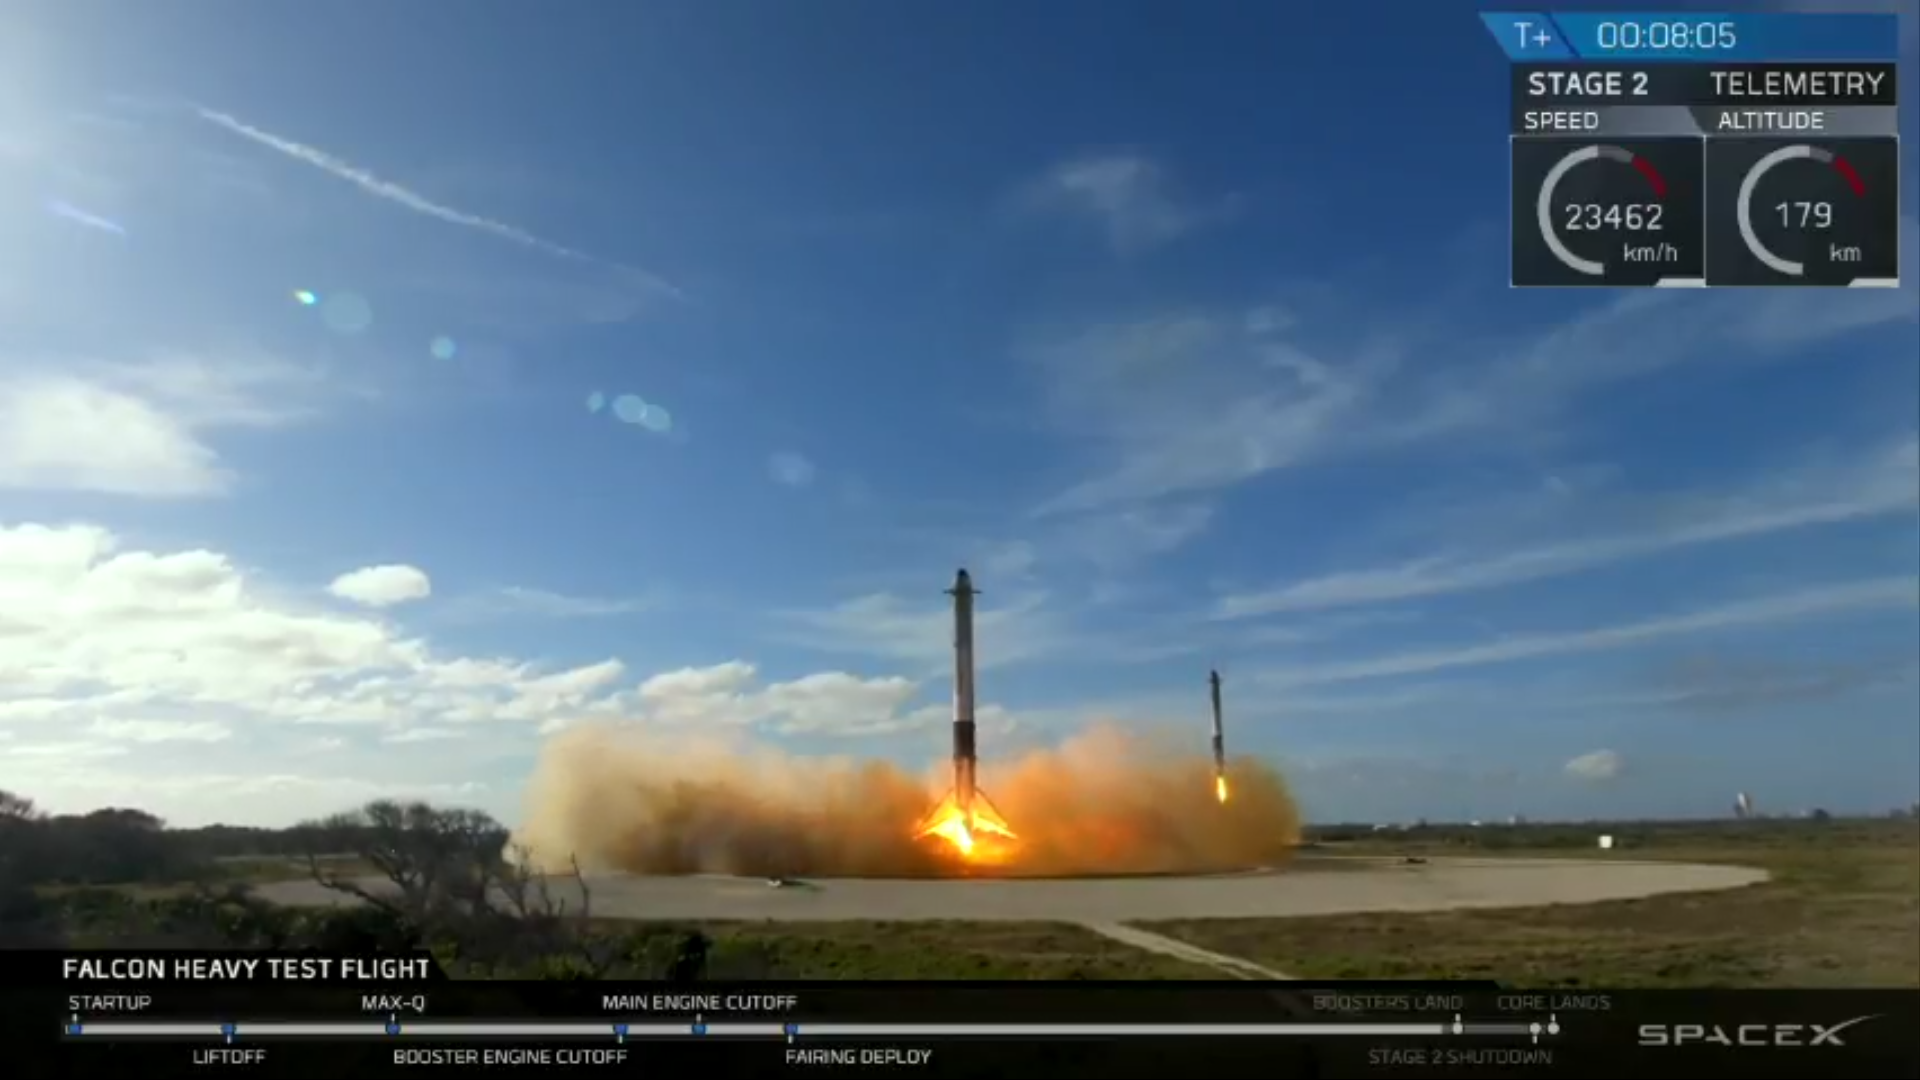 T+ 00:08:05
STAGE 2 TELEMETRY
SPEED ALTITUDE
23462 179
km/h km
FALCON HEAVY TEST FLIGHT
STARTUP MAX-Q MAIN ENGINE CUTOFF BOOSTERS LAND CORE LANDS
SPACEX
LIFTOFF BOOSTER ENGINE CUTOFF FAIRING DEPLOY STAGE 2 SHUTDOWN